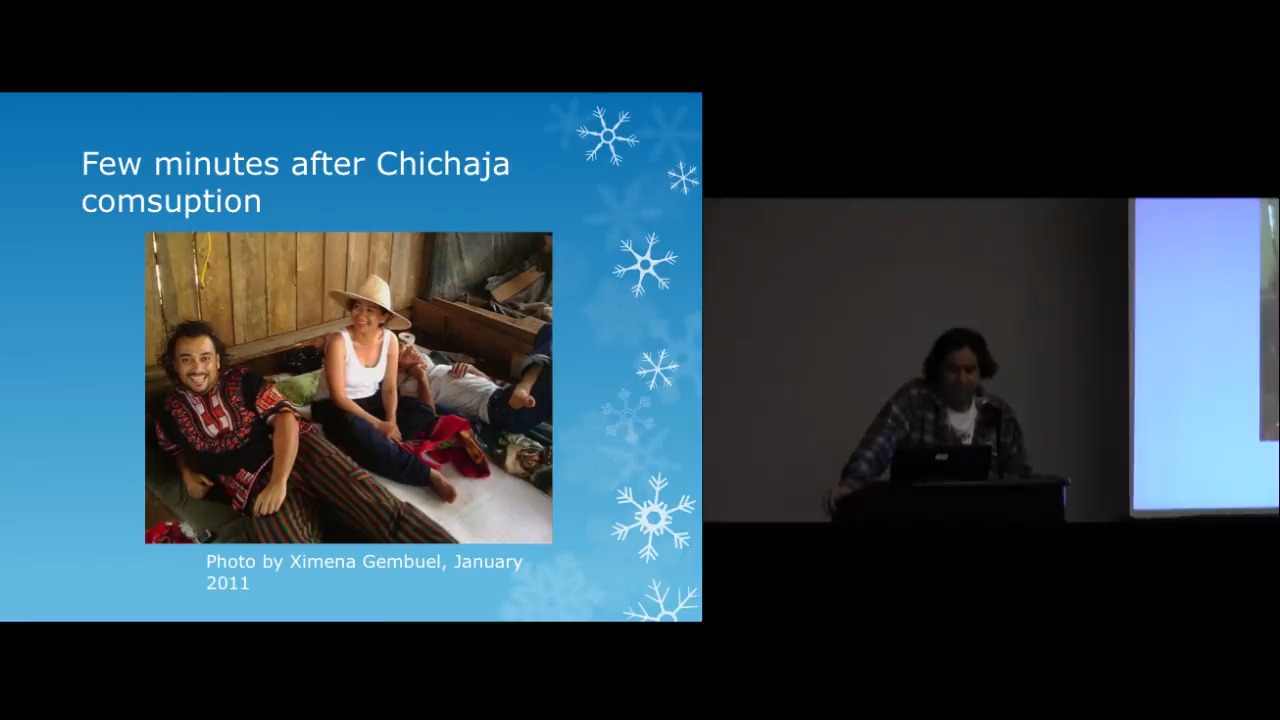 Few minutes after Chichaja
comsuption
Photo by Ximena Gembuel, January
2011